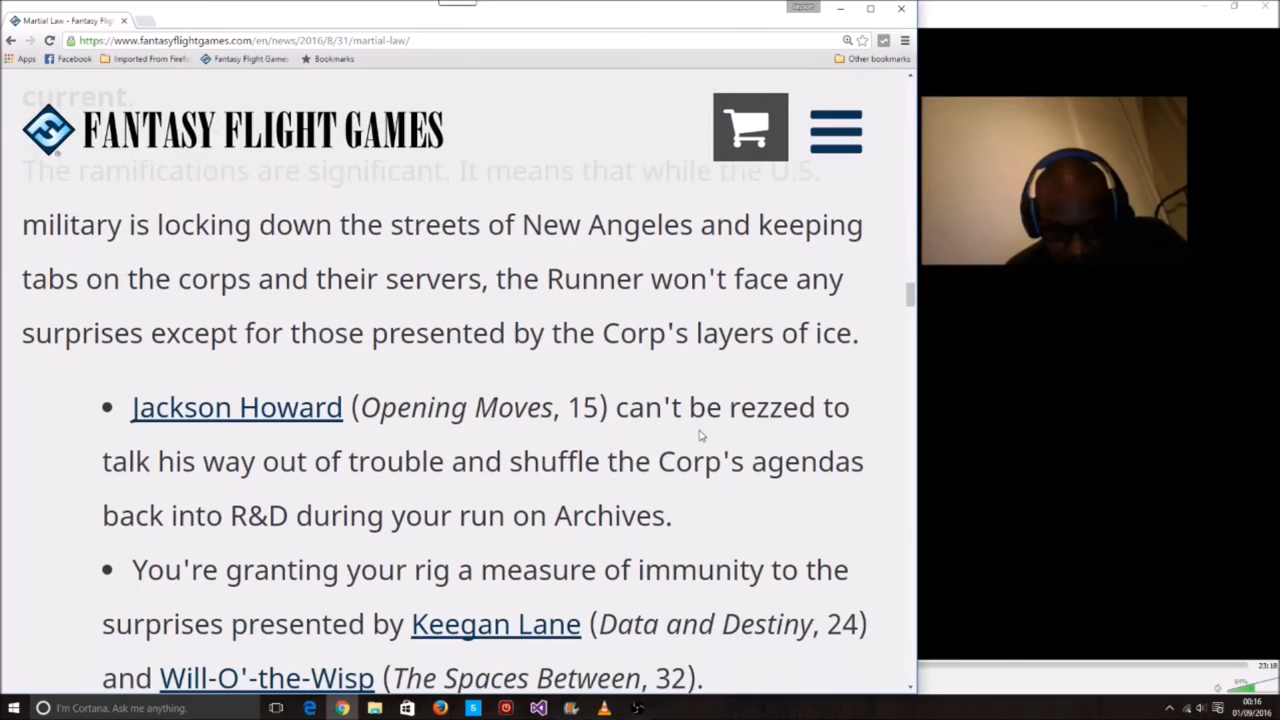 Martial Law - Fantasy Flig
Jayson
https://www.fantasyflightgames.com/en/news/2016/8/31/martial-law/
Apps Facebook Imported From Firef Fantasy Flight Games Bookmarks Other bookmarks
current.
FANTASY FLIGHT GAMES
The ramifications are significant. It means that while the U.S.
military is locking down the streets of New Angeles and keeping
tabs on the corps and their servers, the Runner won't face any
surprises except for those presented by the Corp's layers of ice.
• Jackson Howard (Opening Moves, 15) can't be rezzed to
talk his way out of trouble and shuffle the Corp's agendas
back into R&D during your run on Archives.
• You're granting your rig a measure of immunity to the
surprises presented by Keegan Lane (Data and Destiny, 24)
and Will-O'-the-Wisp (The Spaces Between, 32).
23:18
64%
I'm Cortana. Ask me anything.
00:16
01/09/2016